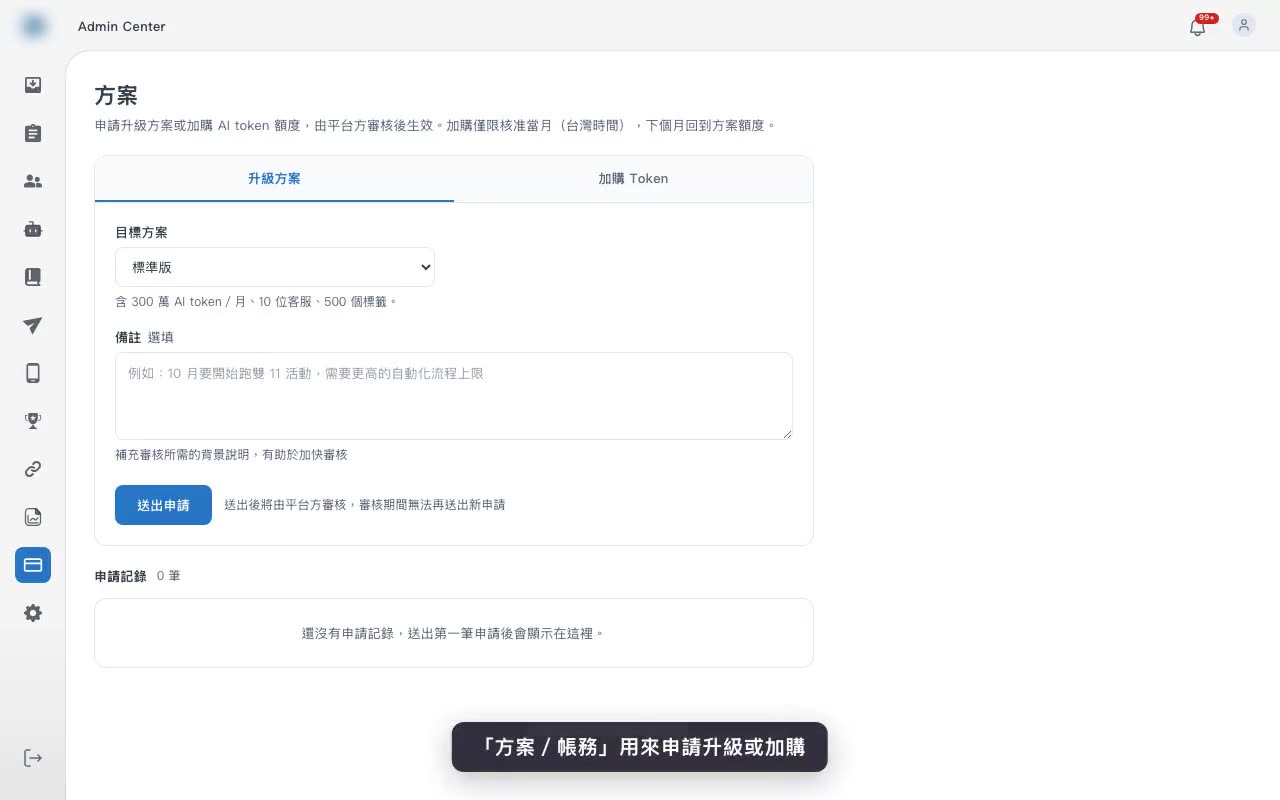 Admin Center
99+
方案
申請升級方案或加購 AI token 額度，由平台方審核後生效。加購僅限核准當月（台灣時間），下個月回到方案額度。
升級方案
加購 Token
目標方案
標準版
含 300 萬 AI token / 月、10 位客服、500 個標籤。
備註 選填
例如：10 月要開始跑雙 11 活動，需要更高的自動化流程上限
補充審核所需的背景說明，有助於加快審核
送出申請
送出後將由平台方審核，審核期間無法再送出新申請
申請記錄 0 筆
還沒有申請記錄，送出第一筆申請後會顯示在這裡。
「方案 / 帳務」用來申請升級或加購